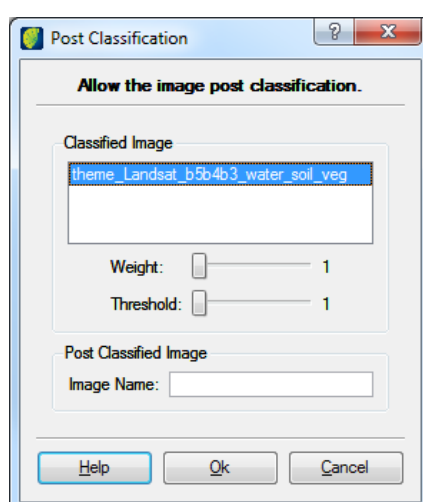 Post Classification
?
X
Allow the image post classification.
Classified Image
theme_Landsat_b5b4b3_water_soil_veg
Weight: 1
Threshold: 1
Post Classified Image
Image Name:
Help Ok Cancel